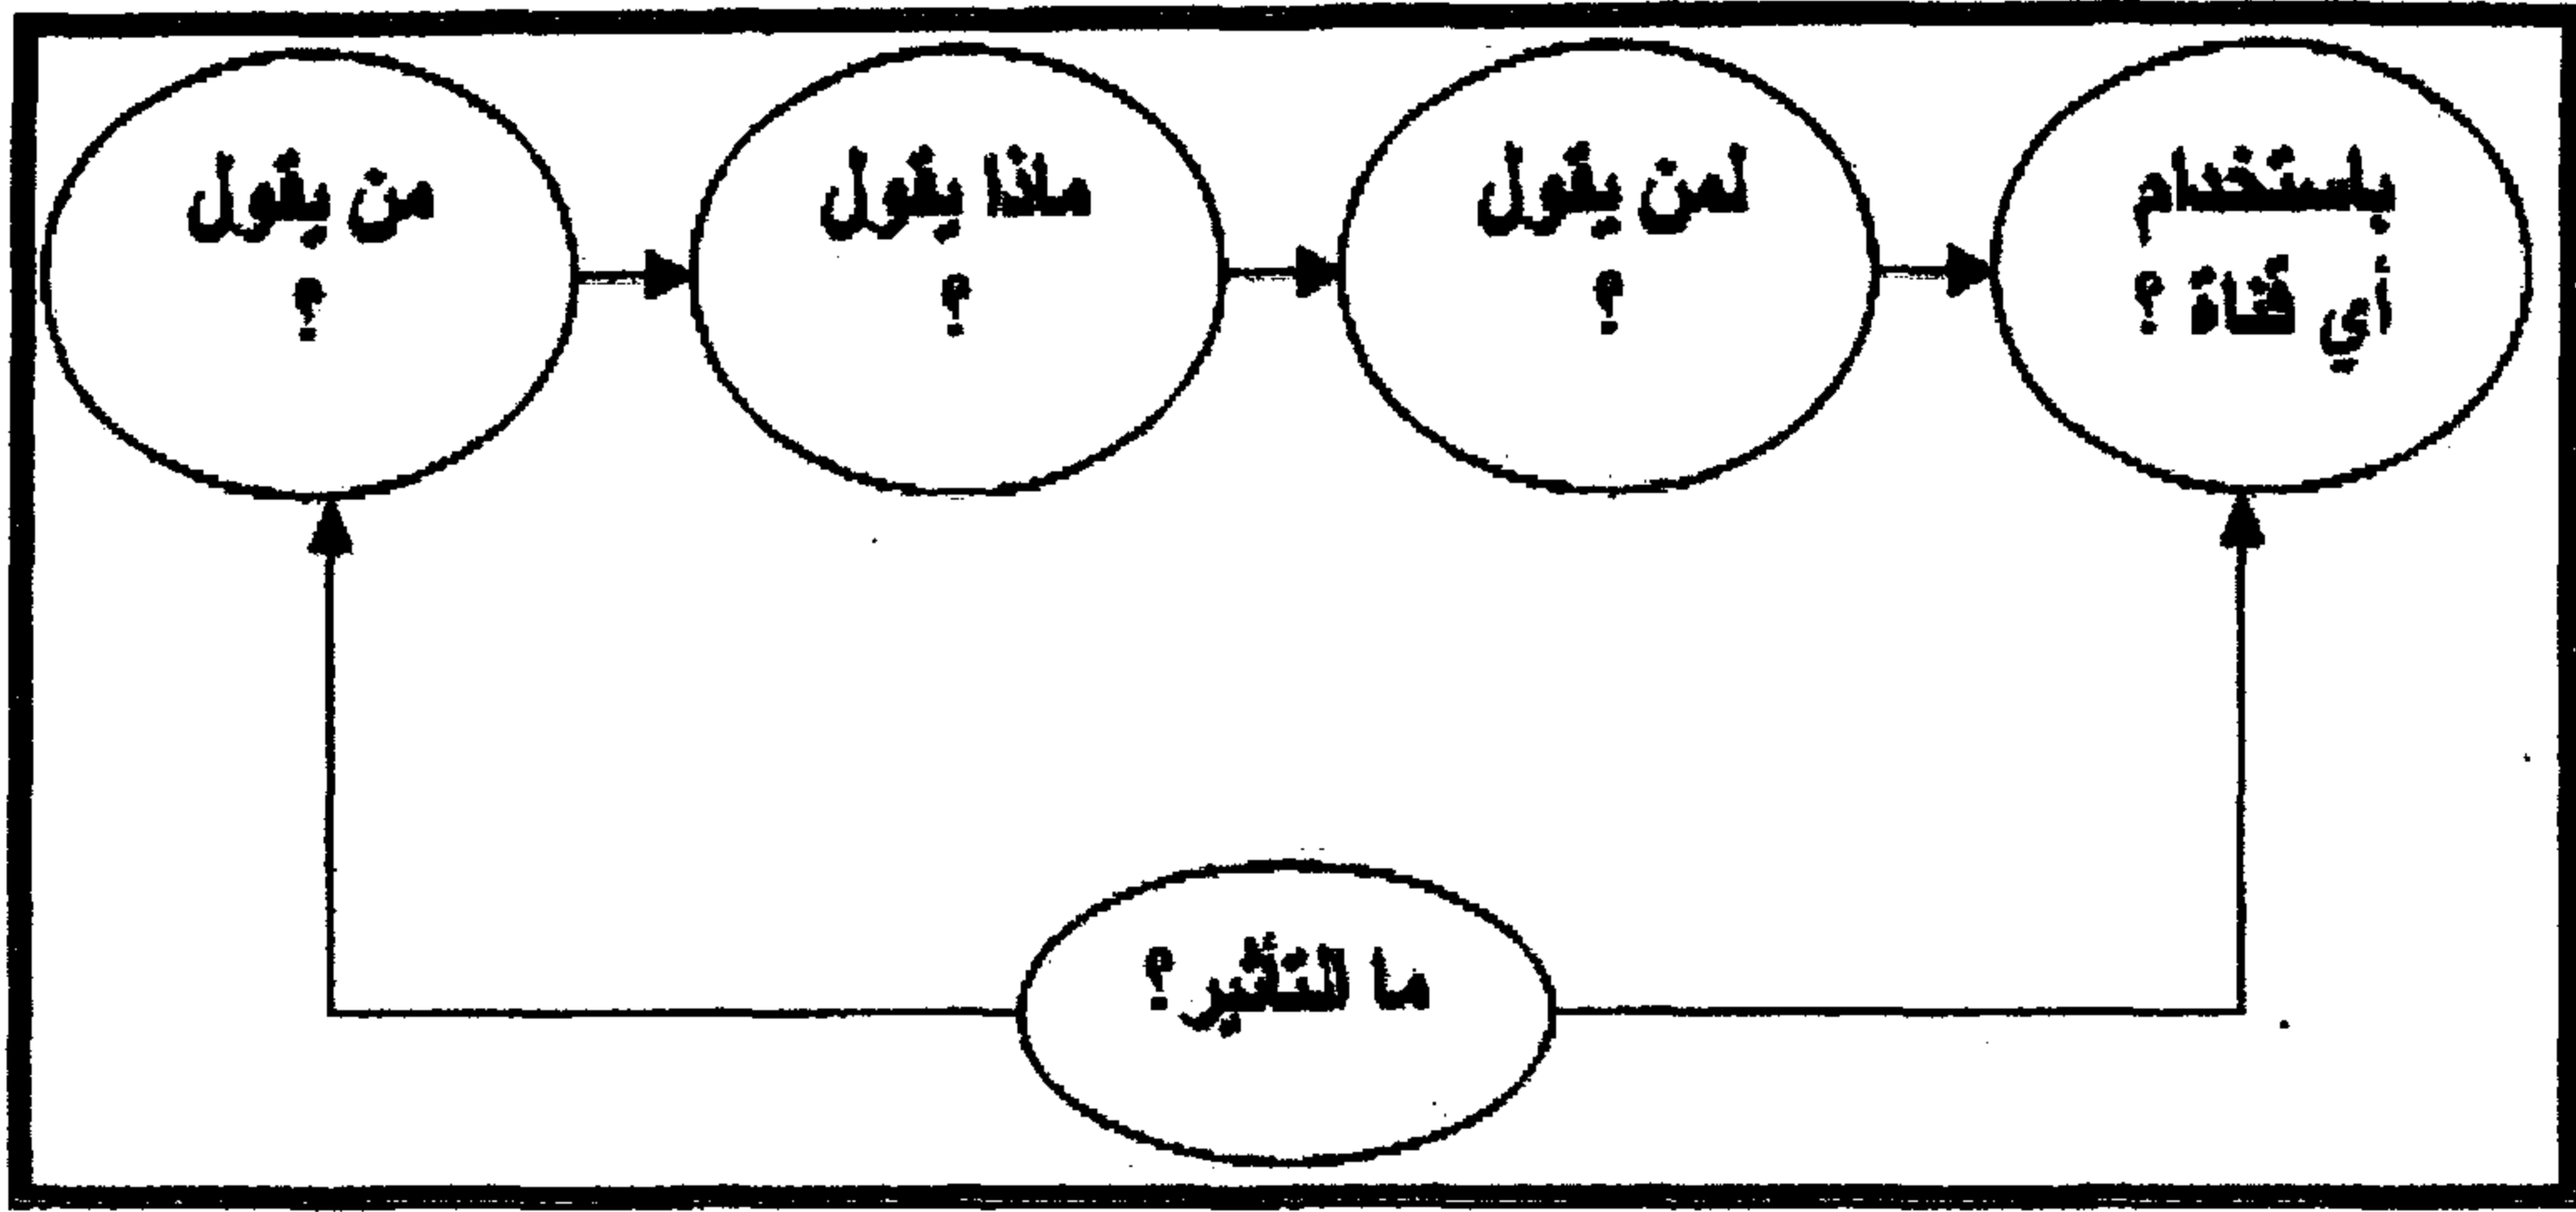 من يقول
؟
ماذا يقول
؟
لمن يقول
؟
باستخدام
أي قناة ؟
ما التأثير ؟